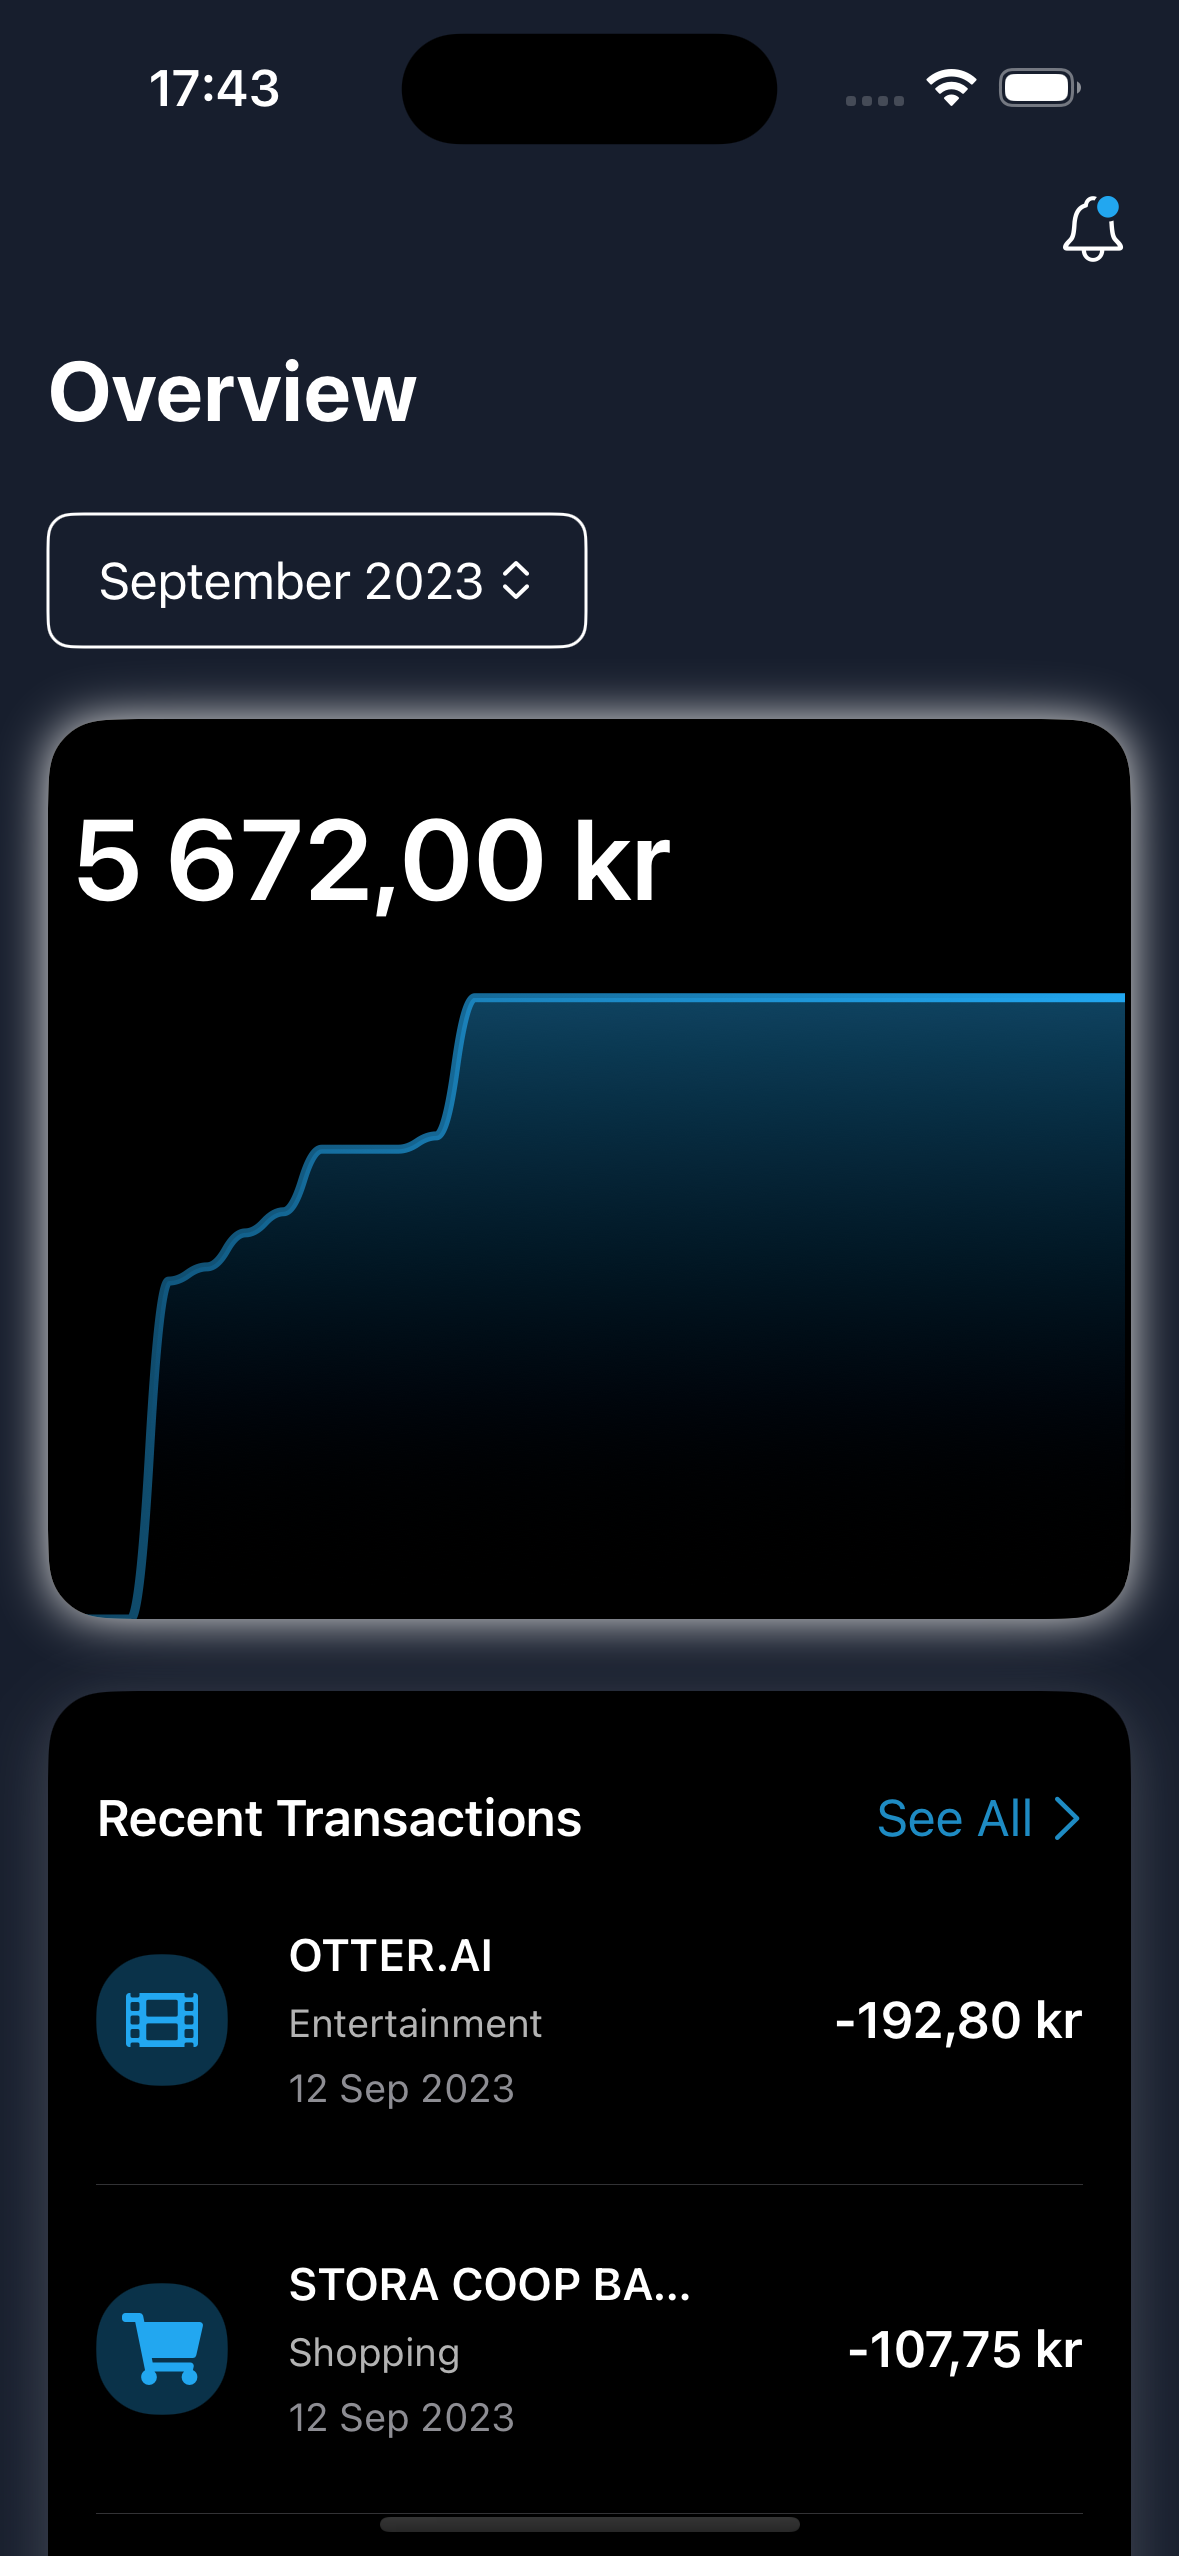 17:43
Overview
September 2023
5 672,00 kr
Recent Transactions
See All
OTTER.AI
Entertainment
12 Sep 2023
-192,80 kr
STORA COOP BA...
Shopping
12 Sep 2023
-107,75 kr